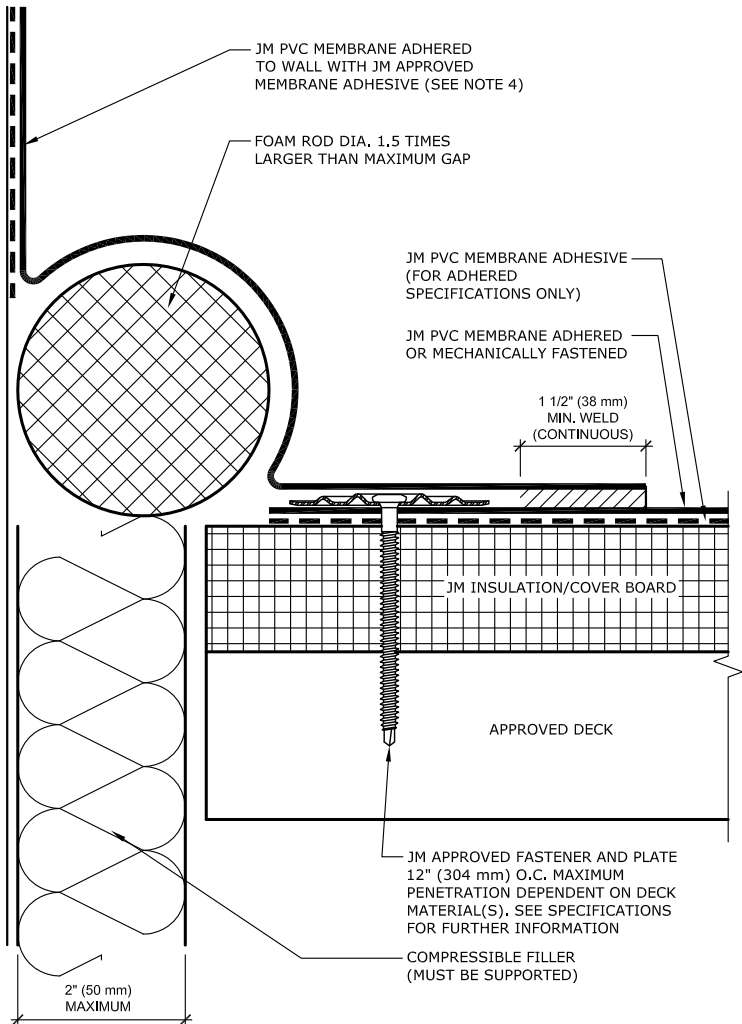 JM PVC MEMBRANE ADHERED
TO WALL WITH JM APPROVED
MEMBRANE ADHESIVE (SEE NOTE 4)
FOAM ROD DIA. 1.5 TIMES
LARGER THAN MAXIMUM GAP
JM PVC MEMBRANE ADHESIVE
(FOR ADHERED
SPECIFICATIONS ONLY)
JM PVC MEMBRANE ADHERED
OR MECHANICALLY FASTENED
1 1/2" (38 mm)
MIN. WELD
(CONTINUOUS)
JM INSULATION/COVER BOARD
APPROVED DECK
JM APPROVED FASTENER AND PLATE
12" (304 mm) O.C. MAXIMUM
PENETRATION DEPENDENT ON DECK
MATERIAL(S). SEE SPECIFICATIONS
FOR FURTHER INFORMATION
COMPRESSIBLE FILLER
(MUST BE SUPPORTED)
2" (50 mm)
MAXIMUM